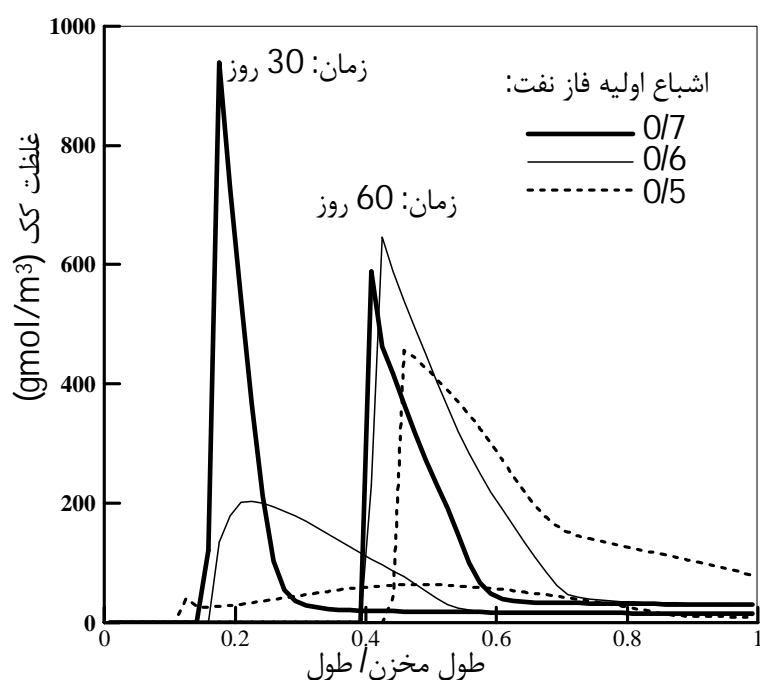 1000
800
600
400
200
0
غلظت کک (gmol/m³)
زمان: 30 روز
زمان: 60 روز
اشباع اولیه فاز نفت:
0/7
0/6
0/5
0 0.2 0.4 0.6 0.8 1
طول مخزن/ طول